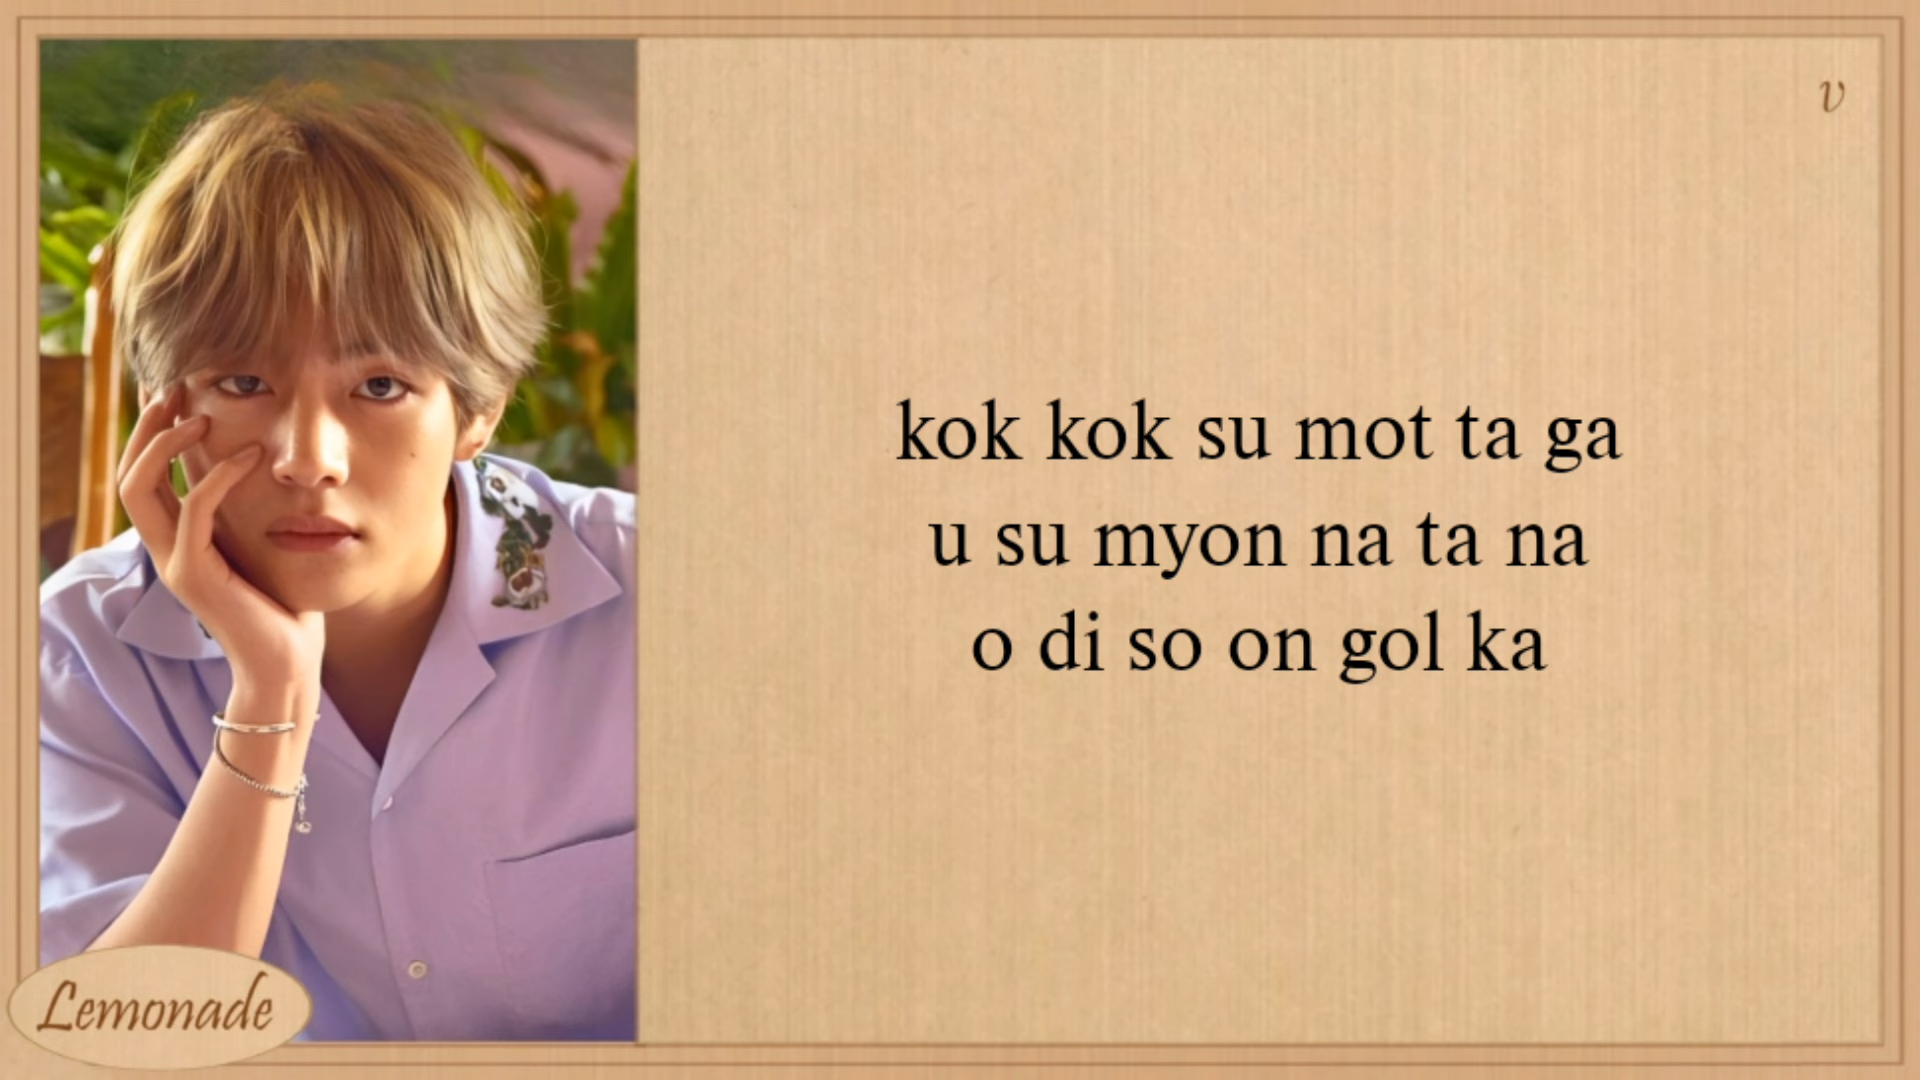 v
kok kok su mot ta ga
u su myon na ta na
o di so on gol ka
Lemonade